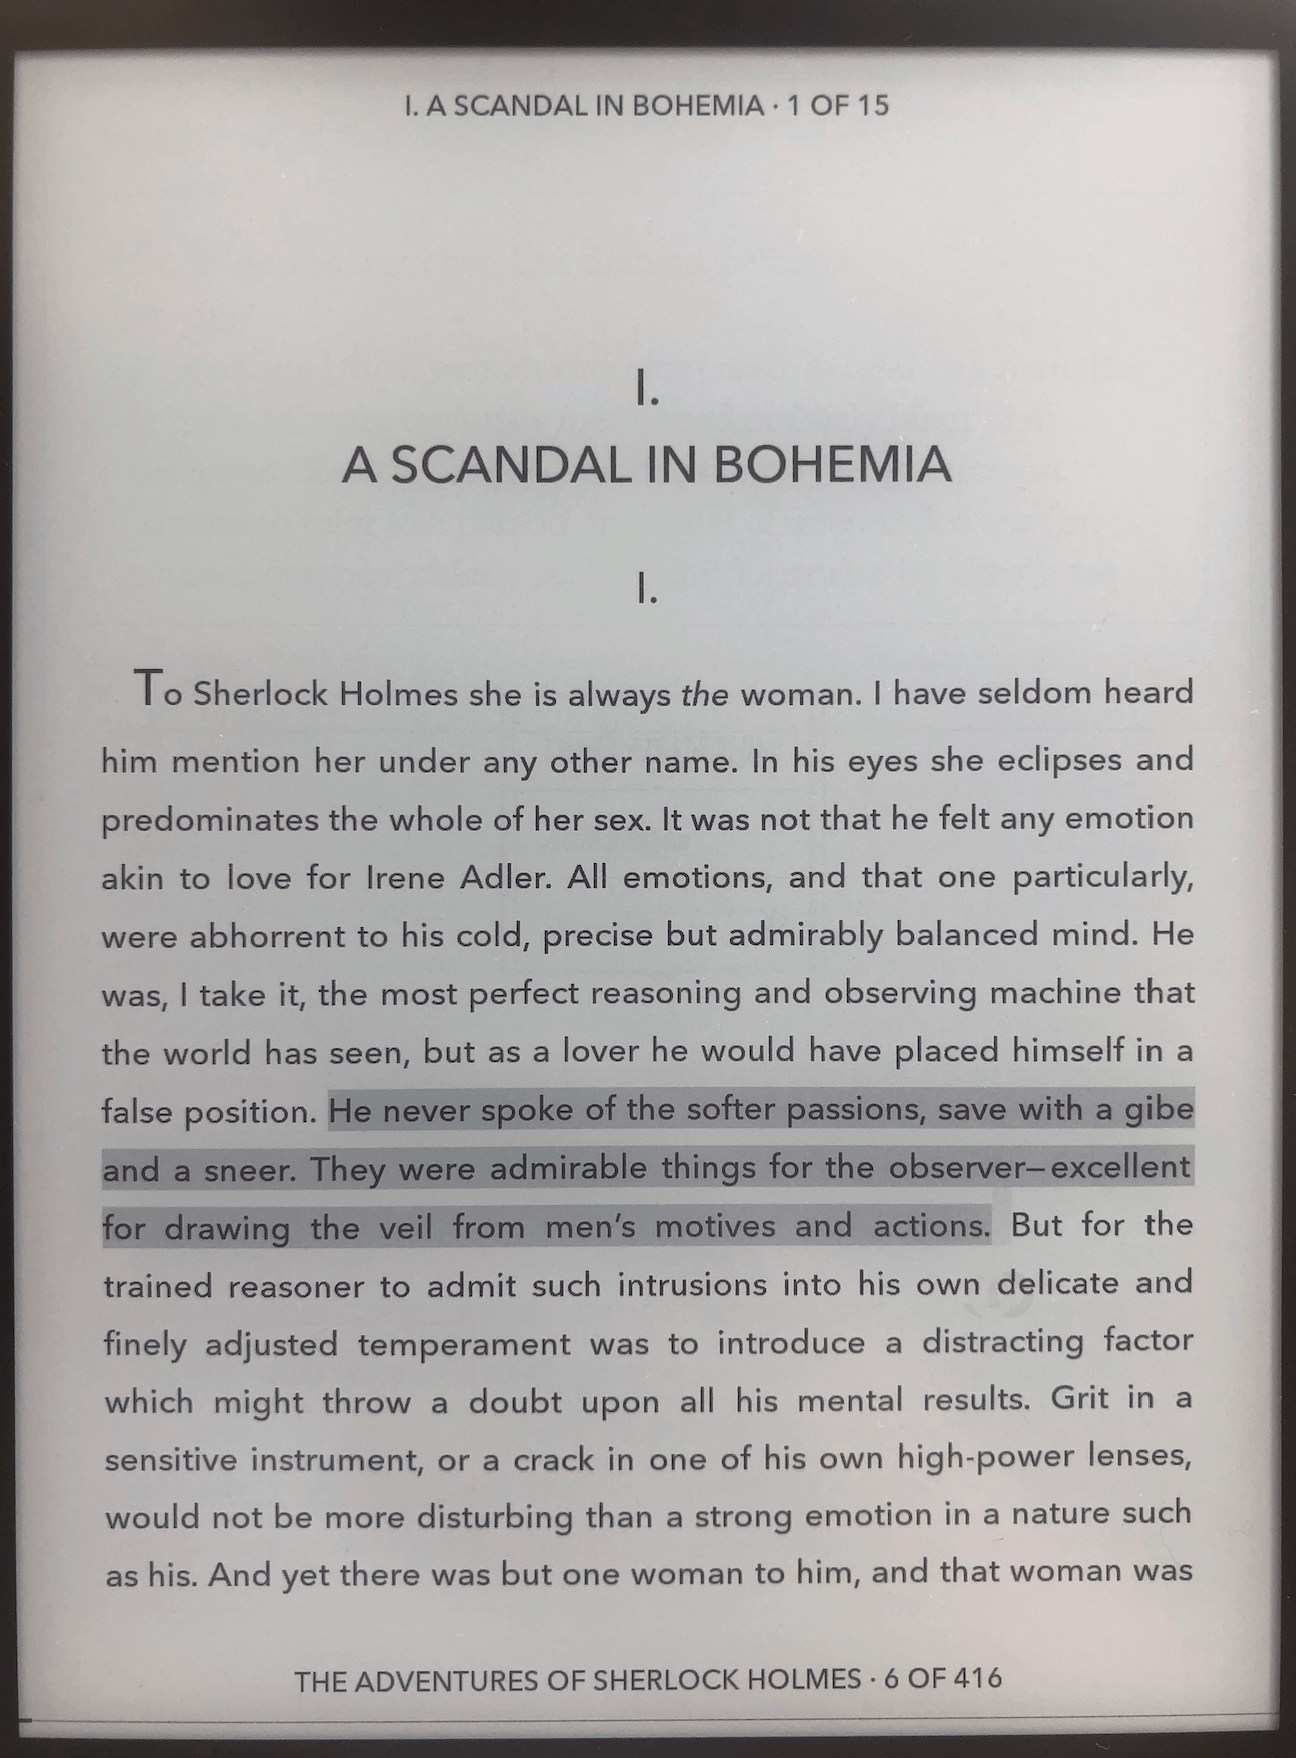 I. A SCANDAL IN BOHEMIA · 1 OF 15
I.
A SCANDAL IN BOHEMIA
I.
To Sherlock Holmes she is always the woman. I have seldom heard
him mention her under any other name. In his eyes she eclipses and
predominates the whole of her sex. It was not that he felt any emotion
akin to love for Irene Adler. All emotions, and that one particularly,
were abhorrent to his cold, precise but admirably balanced mind. He
was, I take it, the most perfect reasoning and observing machine that
the world has seen, but as a lover he would have placed himself in a
false position. He never spoke of the softer passions, save with a gibe
and a sneer. They were admirable things for the observer—excellent
for drawing the veil from men’s motives and actions. But for the
trained reasoner to admit such intrusions into his own delicate and
finely adjusted temperament was to introduce a distracting factor
which might throw a doubt upon all his mental results. Grit in a
sensitive instrument, or a crack in one of his own high-power lenses,
would not be more disturbing than a strong emotion in a nature such
as his. And yet there was but one woman to him, and that woman was
THE ADVENTURES OF SHERLOCK HOLMES · 6 OF 416